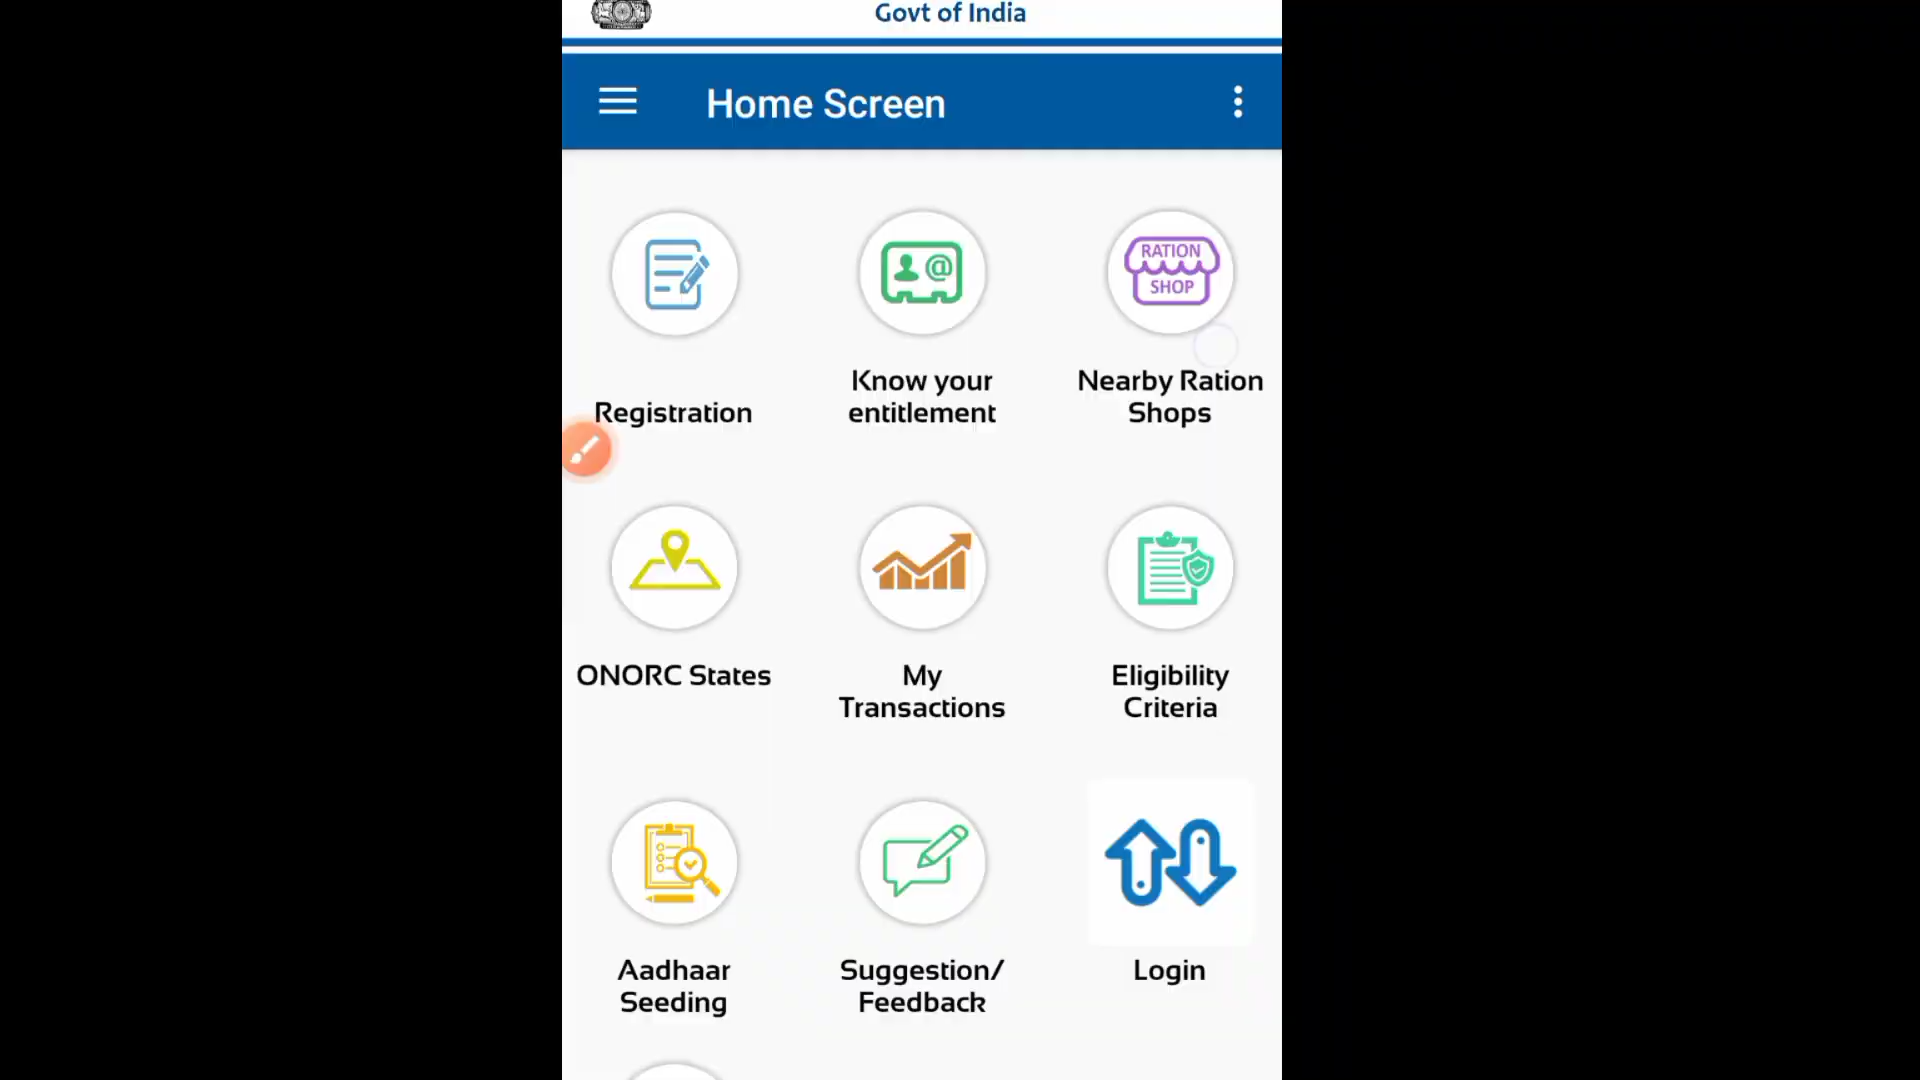 Govt of India
Home Screen
RATION
SHOP
Registration
Know your
entitlement
Nearby Ration
Shops
ONORC States
My
Transactions
Eligibility
Criteria
Aadhaar
Seeding
Suggestion/
Feedback
Login